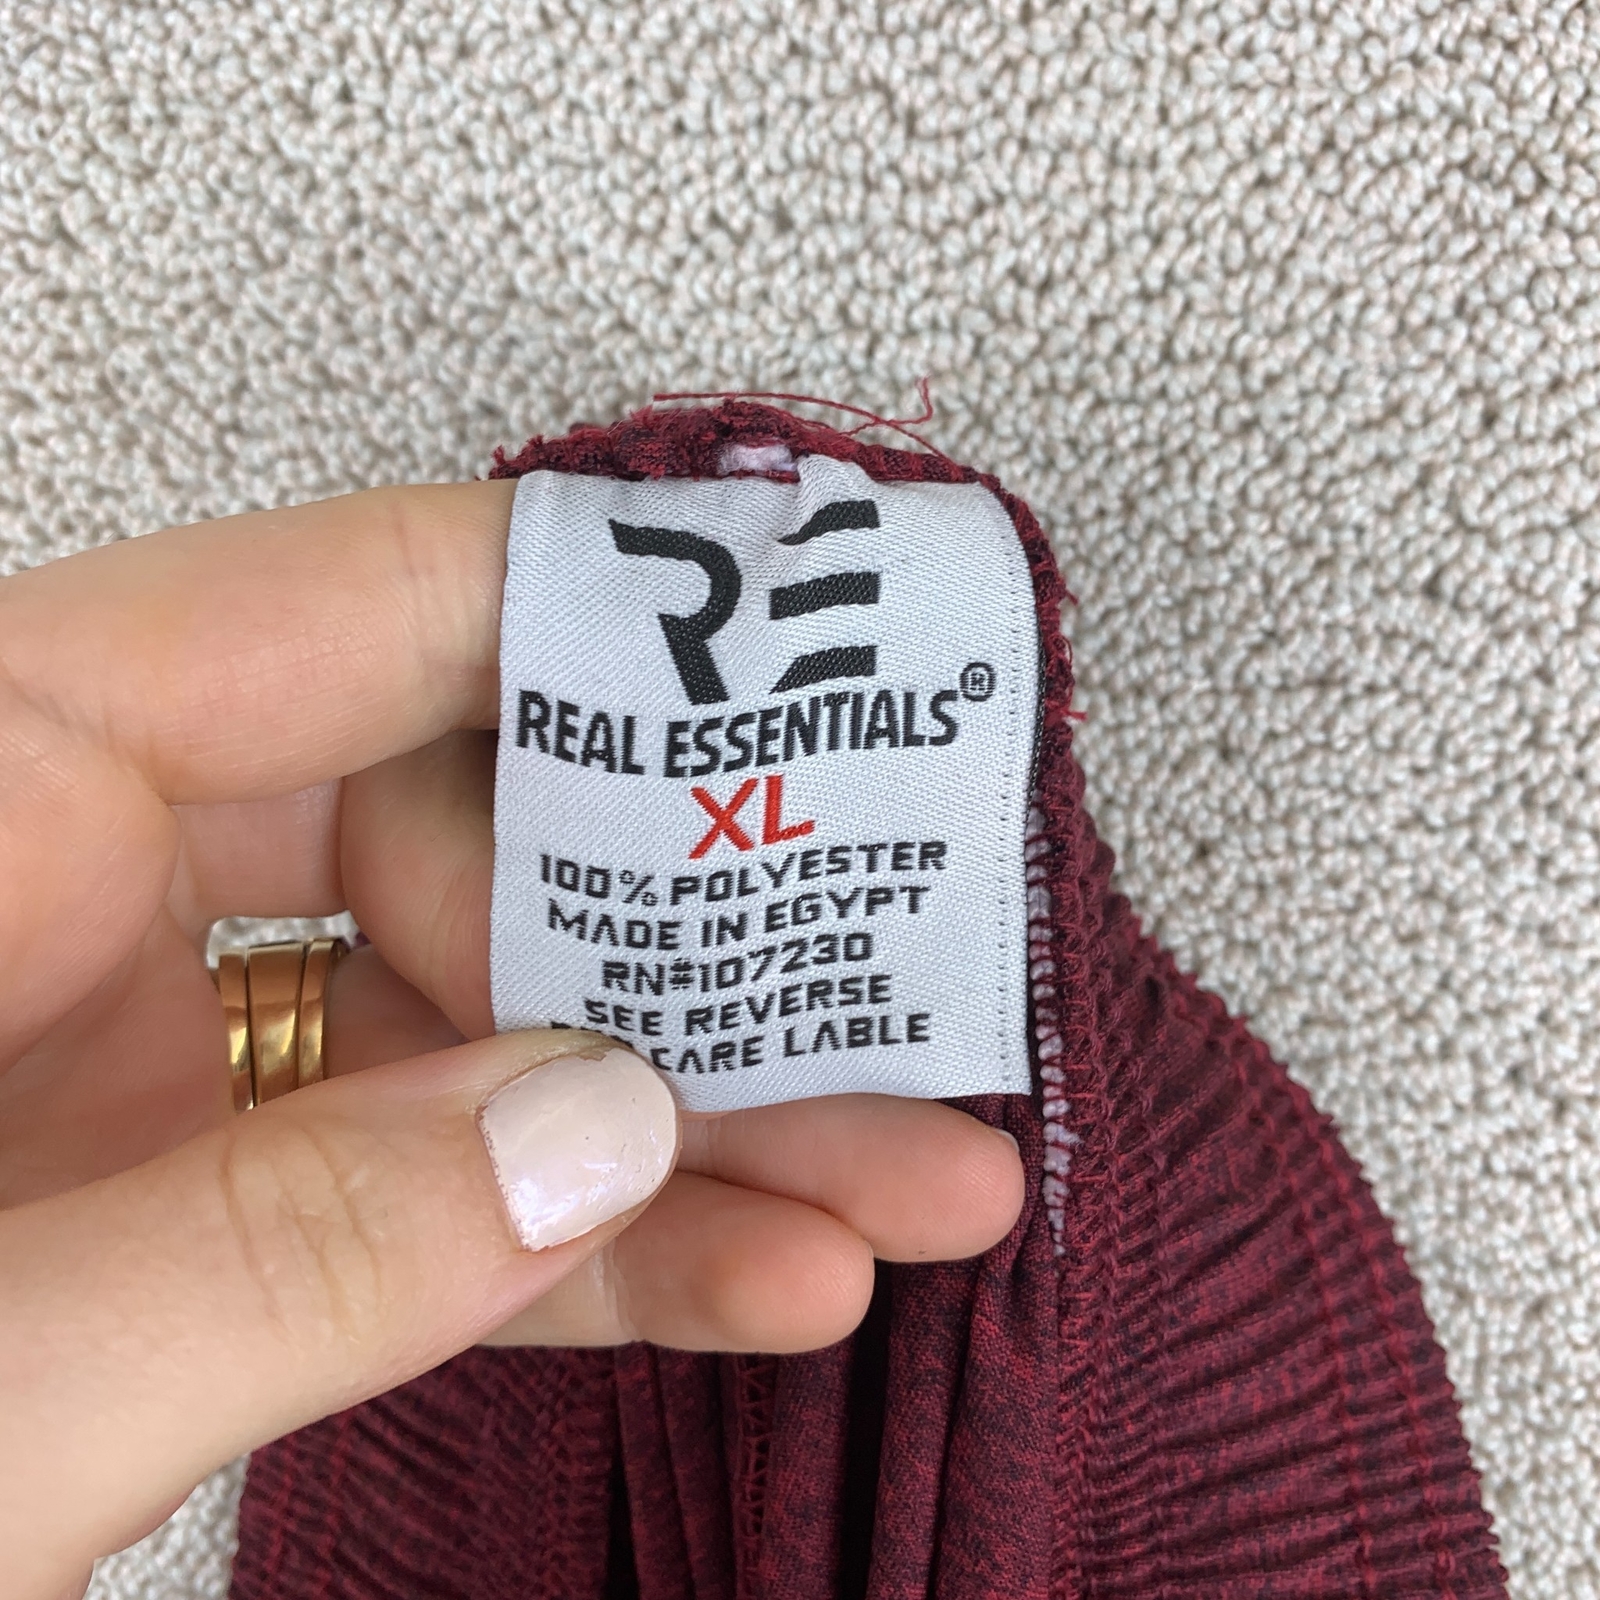 RE
REAL ESSENTIALS®
XL
100% POLYESTER
MADE IN EGYPT
RN#107230
SEE REVERSE
CARE LABLE